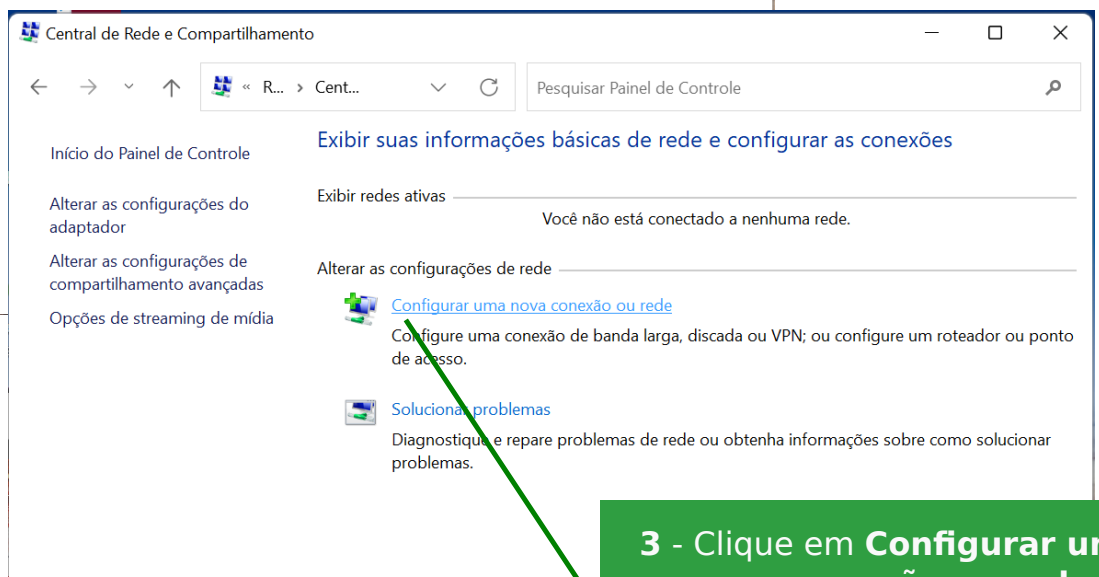 Central de Rede e Compartilhamento
« R... › Cent...
Pesquisar Painel de Controle
Início do Painel de Controle
Alterar as configurações do
adaptador
Alterar as configurações de
compartilhamento avançadas
Opções de streaming de mídia
Exibir suas informações básicas de rede e configurar as conexões
Exibir redes ativas
Você não está conectado a nenhuma rede.
Alterar as configurações de rede
Configurar uma nova conexão ou rede
Configure uma conexão de banda larga, discada ou VPN; ou configure um roteador ou ponto
de acesso.
Solucionar problemas
Diagnostique e repare problemas de rede ou obtenha informações sobre como solucionar
problemas.
3 - Clique em Configurar